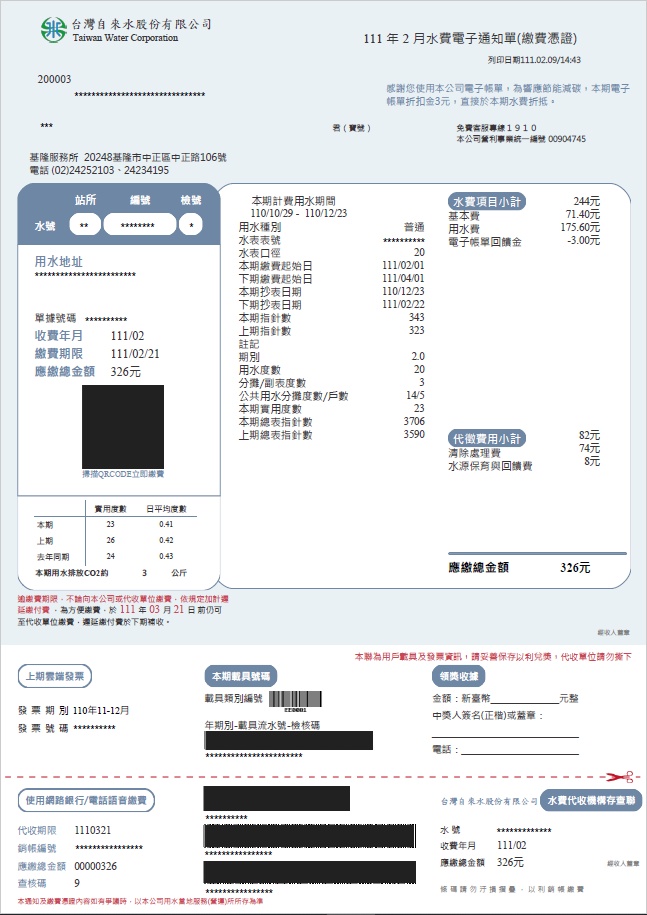 台灣自來水股份有限公司
Taiwan Water Corporation
111 年 2 月水費電子通知單(繳費憑證)
列印日期111.02.09/14:43
200003
*******************************
感謝您使用本公司電子帳單，為響應節能減碳，本期電子
帳單折扣金3元，直接於本期水費折抵。
***
君（寶號）
免費客服專線１９１０
本公司營利事業統一編號 00904745
基隆服務所 20248基隆市中正區中正路106號
電話 (02)24252103、24234195
站所 編號 檢號
水號 ** ******** *
用水地址
************************
單據號碼 **********
收費年月 111/02
繳費期限 111/02/21
應繳總金額 326元
掃描QRCODE立即繳費
實用度數 日平均度數
本期 23 0.41
上期 26 0.42
去年同期 24 0.43
本期用水排放CO2約 3 公斤
本期計費用水期間
110/10/29 - 110/12/23
用水種別 普通
水表表號 **********
水表口徑 20
本期繳費起始日 111/02/01
下期繳費起始日 111/04/01
本期抄表日期 110/12/23
下期抄表日期 111/02/22
本期指針數 343
上期指針數 323
註記
期別 2.0
用水度數 20
分攤/副表度數 3
公共用水分攤度數/戶數 14/5
本期實用度數 23
本期總表指針數 3706
上期總表指針數 3590
水費項目小計 244元
基本費 71.40元
用水費 175.60元
電子帳單回饋金 -3.00元
代徵費用小計 82元
清除處理費 74元
水源保育與回饋費 8元
應繳總金額 326元
逾繳費期限，不論向本公司或代收單位繳費，依規定加計遲
延繳付費，為方便繳費，於 111 年 03 月 21 日前仍可
至代收單位繳費，遲延繳付費於下期補收。
經收人蓋章
本聯為用戶載具及發票資訊，請妥善保存以利兌獎，代收單位請勿撕下
上期雲端發票
發 票 期 別 110年11-12月
發 票 號 碼 **********
本期載具號碼
載具類別編號
EE0001
年期別-載具流水號-檢核碼
***********************
領獎收據
金額：新臺幣____________元整
中獎人簽名(正楷)或蓋章：
電話：
使用網路銀行/電話語音繳費
代收期限 1110321
銷帳編號 ****************
應繳總金額 00000326
查核碼 9
**********
****************
****************
台灣自來水股份有限公司 水費代收機構存查聯
水 號 *************
收費年月 111/02
應繳總金額 326元
經收人蓋章
條 碼 請 勿 汙 損 摺 疊 ， 以 利 銷 帳 繳 費
本通知及繳費憑證內容如有爭議時，以本公司用水當地服務(營運)所所存為準